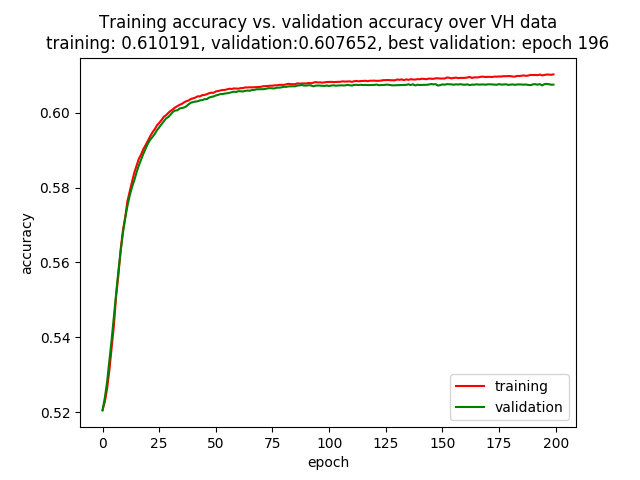 Training accuracy vs. validation accuracy over VH data
training: 0.610191, validation:0.607652, best validation: epoch 196
accuracy
0.60
0.58
0.56
0.54
0.52
training
validation
0 25 50 75 100 125 150 175 200
epoch